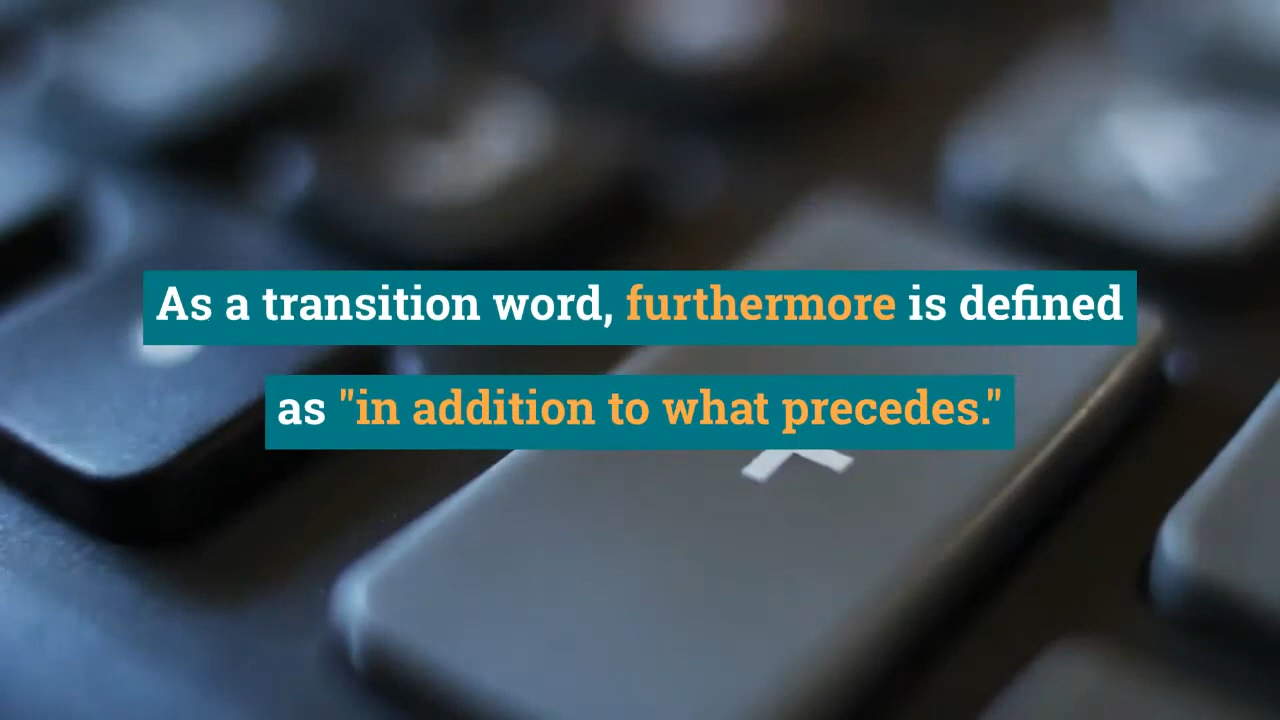 As a transition word, furthermore is defined
as "in addition to what precedes."